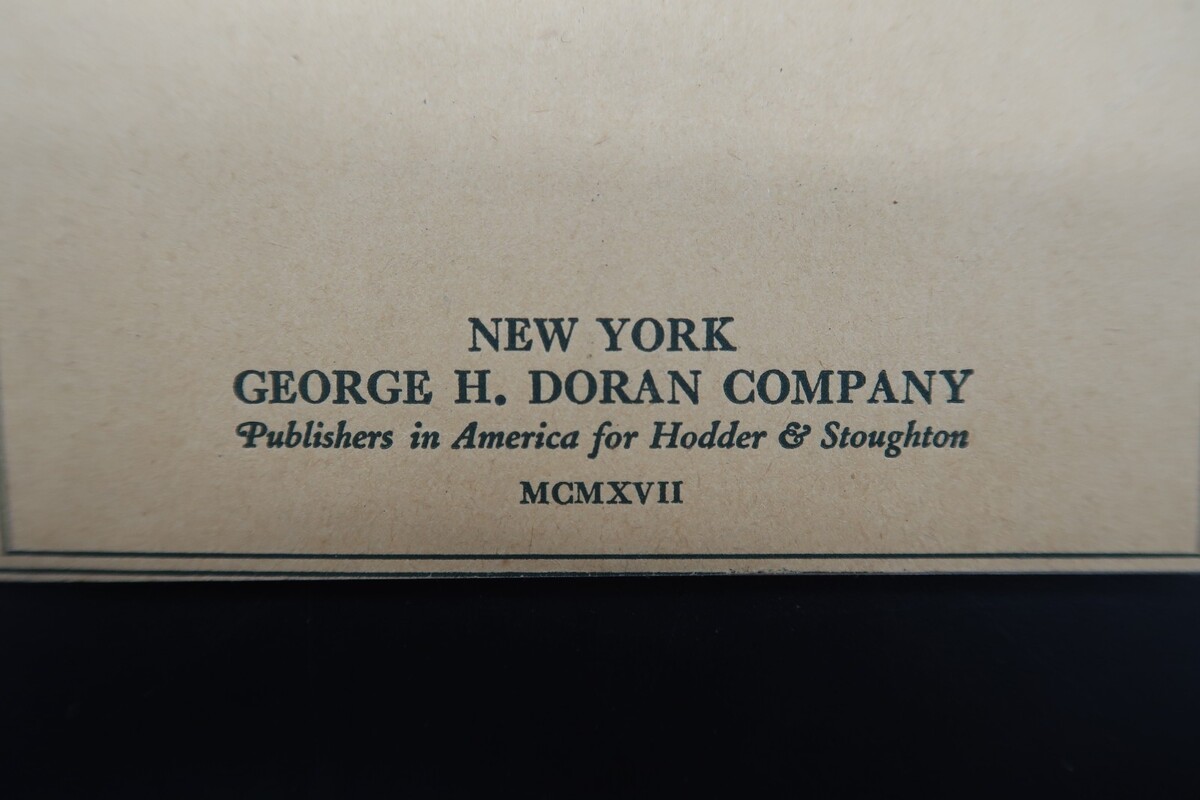 NEW YORK
GEORGE H. DORAN COMPANY
Publishers in America for Hodder & Stoughton
MCMXVII